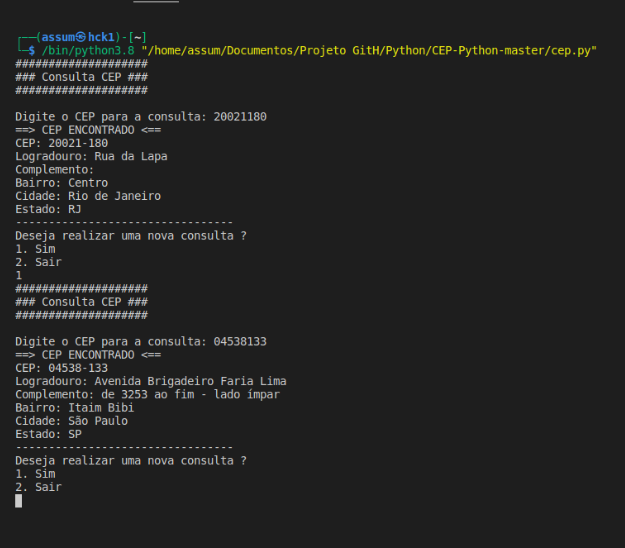 ┌──(assum㉿hck1)-[~]
└─$ /bin/python3.8 "/home/assum/Documentos/Projeto GitH/Python/CEP-Python-master/cep.py"
####################
### Consulta CEP ###
####################
Digite o CEP para a consulta: 20021180
==> CEP ENCONTRADO <==
CEP: 20021-180
Logradouro: Rua da Lapa
Complemento:
Bairro: Centro
Cidade: Rio de Janeiro
Estado: RJ
---------------------------------
Deseja realizar uma nova consulta ?
1. Sim
2. Sair
1
####################
### Consulta CEP ###
####################
Digite o CEP para a consulta: 04538133
==> CEP ENCONTRADO <==
CEP: 04538-133
Logradouro: Avenida Brigadeiro Faria Lima
Complemento: de 3253 ao fim - lado ímpar
Bairro: Itaim Bibi
Cidade: São Paulo
Estado: SP
---------------------------------
Deseja realizar uma nova consulta ?
1. Sim
2. Sair